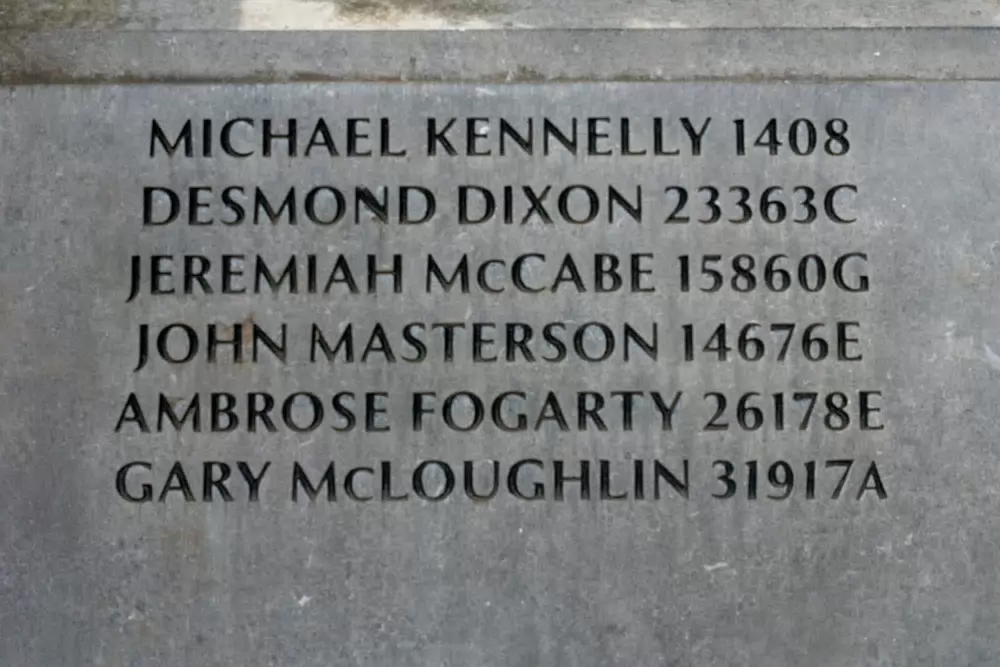 MICHAEL KENNELLY 1408
DESMOND DIXON 23363C
JEREMIAH McCABE 15860G
JOHN MASTERSON 14676E
AMBROSE FOGARTY 26178E
GARY McLOUGHLIN 31917A